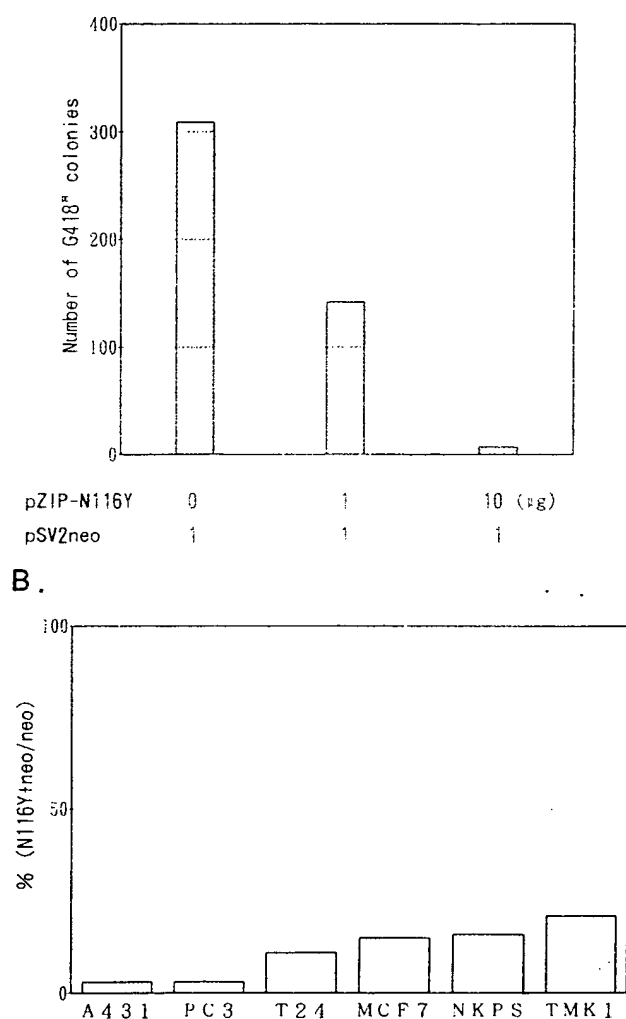 400
300
200
100
0
Number of G418ᴿ colonies
pZIP-N116Y 0 1 10 (μg)
pSV2neo 1 1 1
B.
100
50
0
% (N116Y+neo/neo)
A431 PC3 T24 MCF7 NKPS TMK1